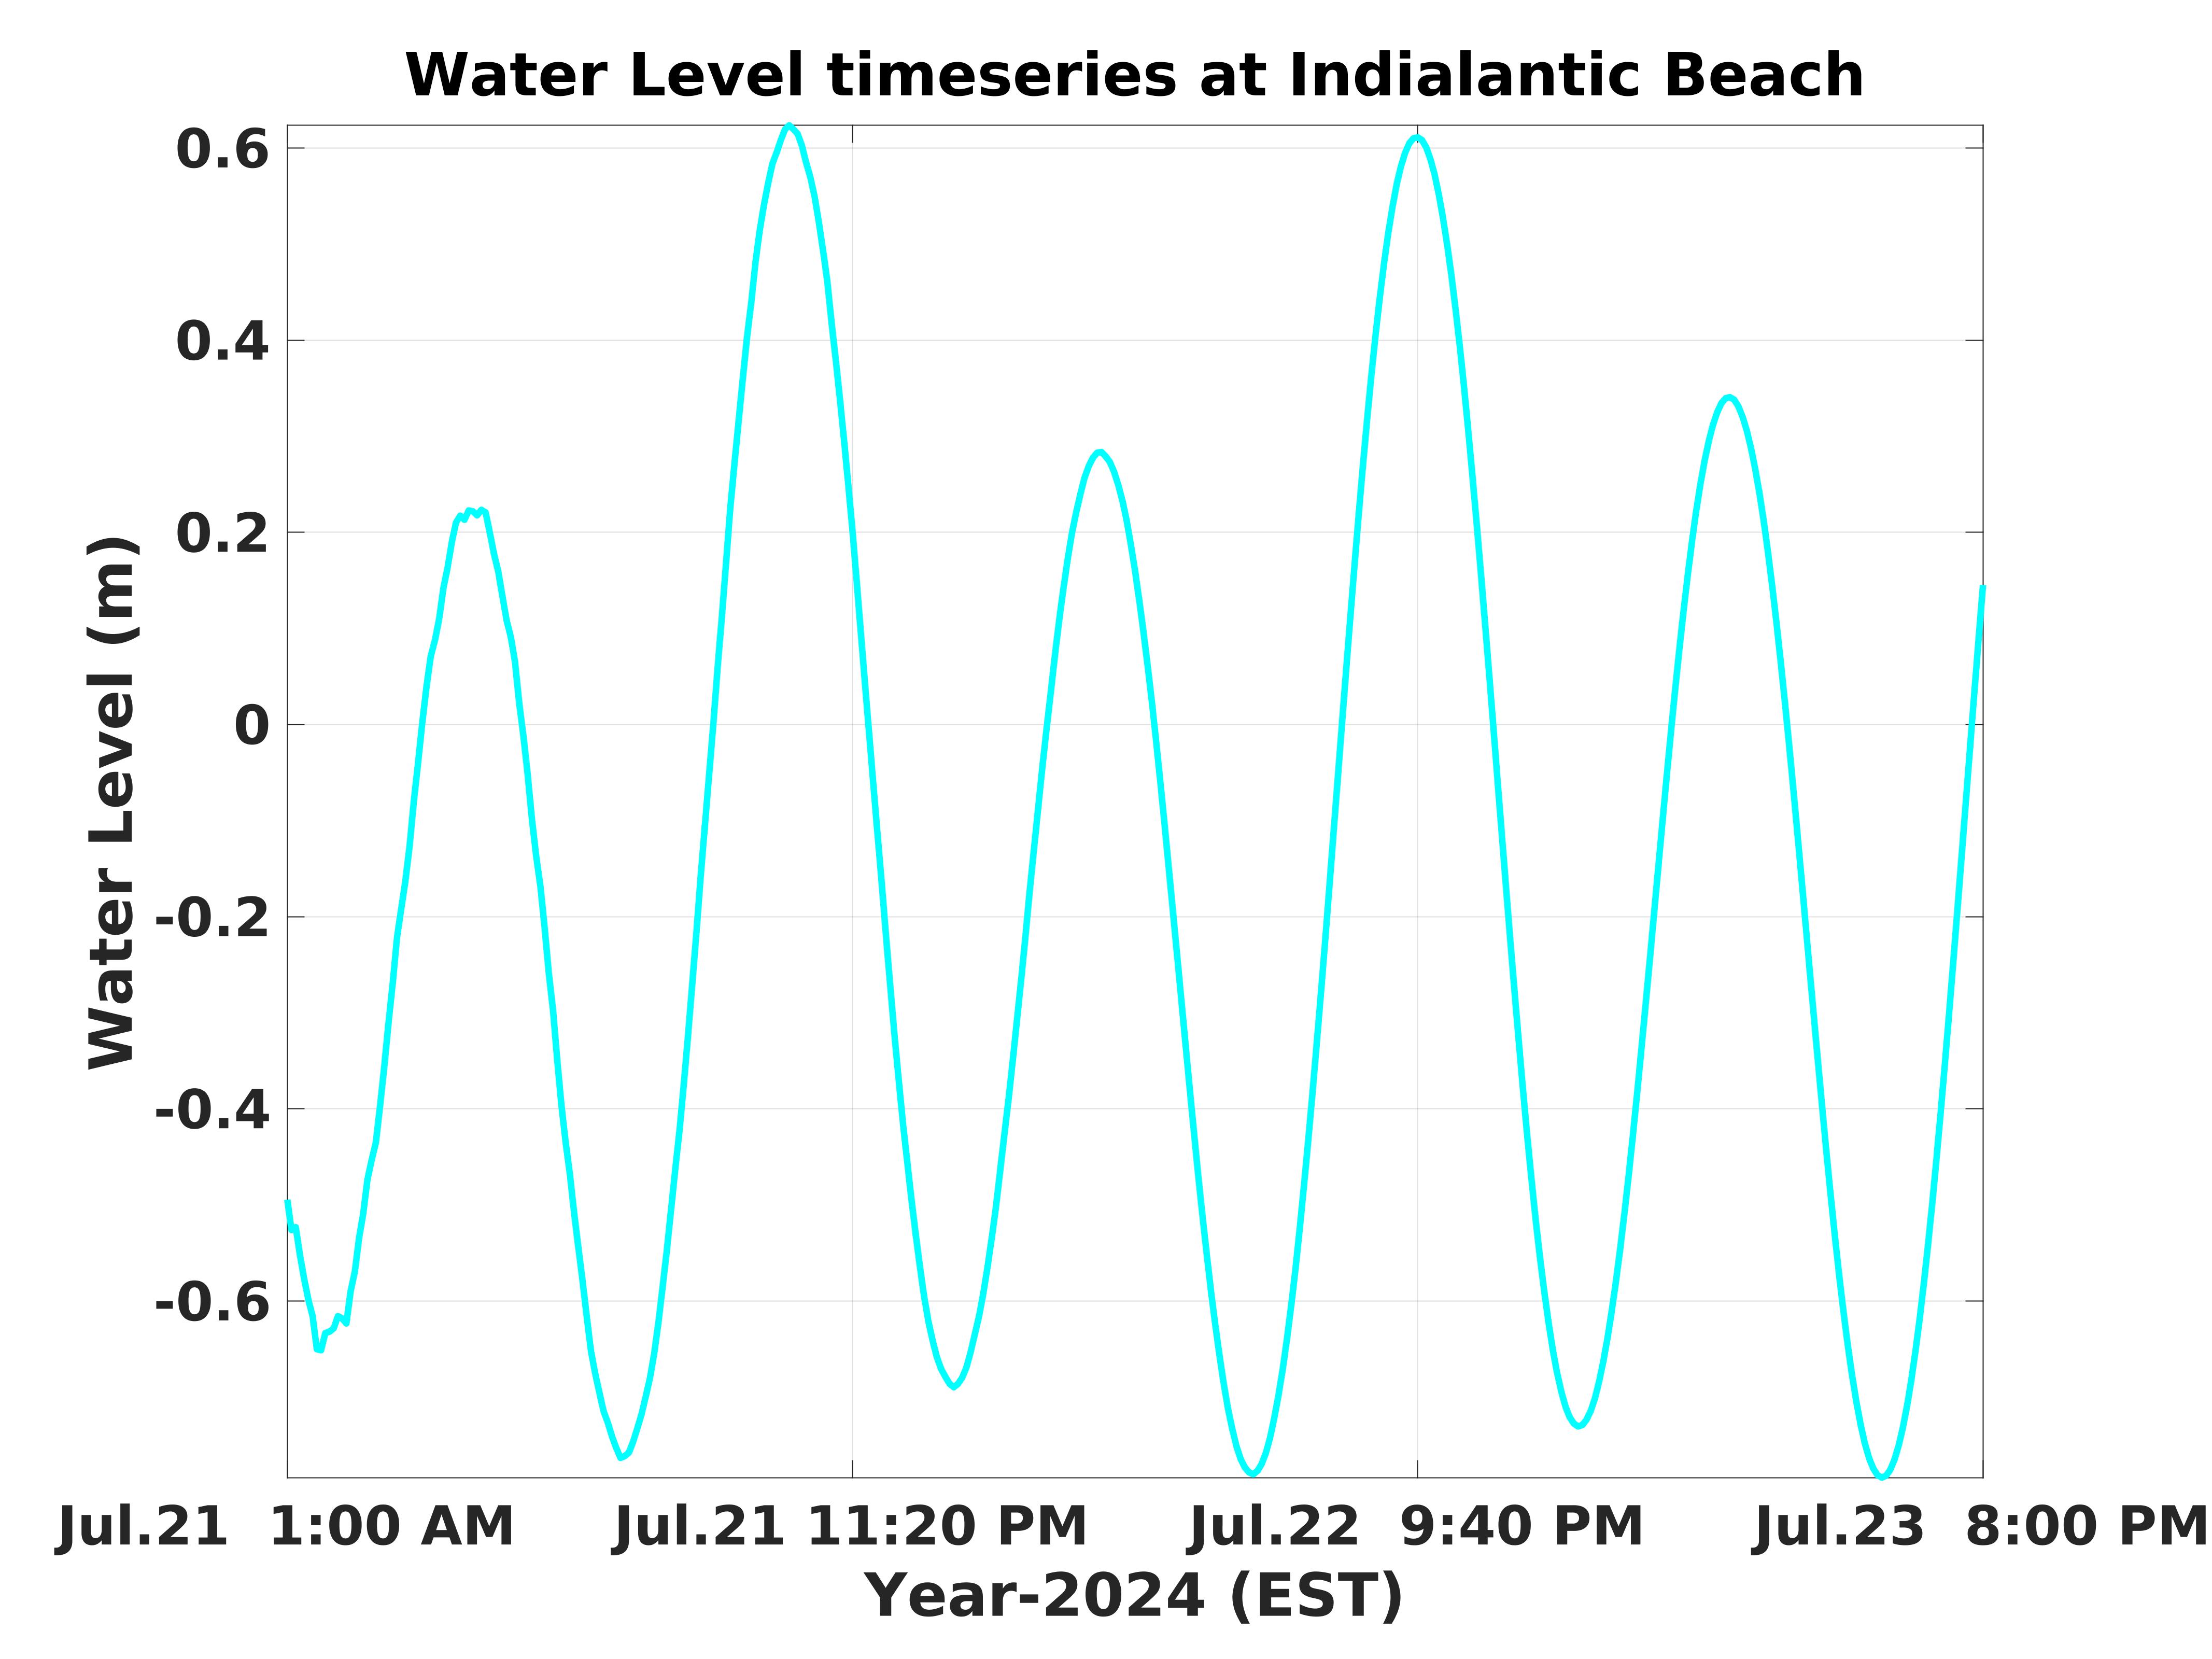 Water Level timeseries at Indialantic Beach
0.6
0.4
0.2
0
-0.2
-0.4
-0.6
Water Level (m)
Jul.21 1:00 AM
Jul.21 11:20 PM
Jul.22 9:40 PM
Jul.23 8:00 PM
Year-2024 (EST)